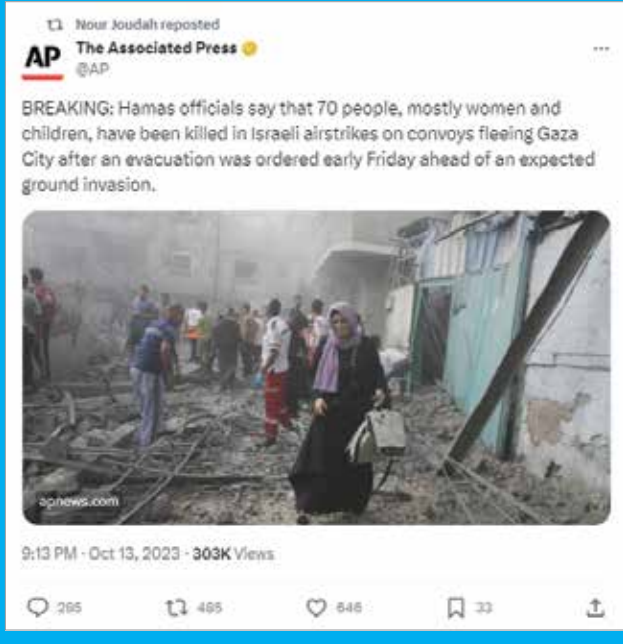 Nour Joudah reposted
AP The Associated Press
@AP
BREAKING: Hamas officials say that 70 people, mostly women and
children, have been killed in Israeli airstrikes on convoys fleeing Gaza
City after an evacuation was ordered early Friday ahead of an expected
ground invasion.
apnews.com
9:13 PM · Oct 13, 2023 · 303K Views
265 465 646 33